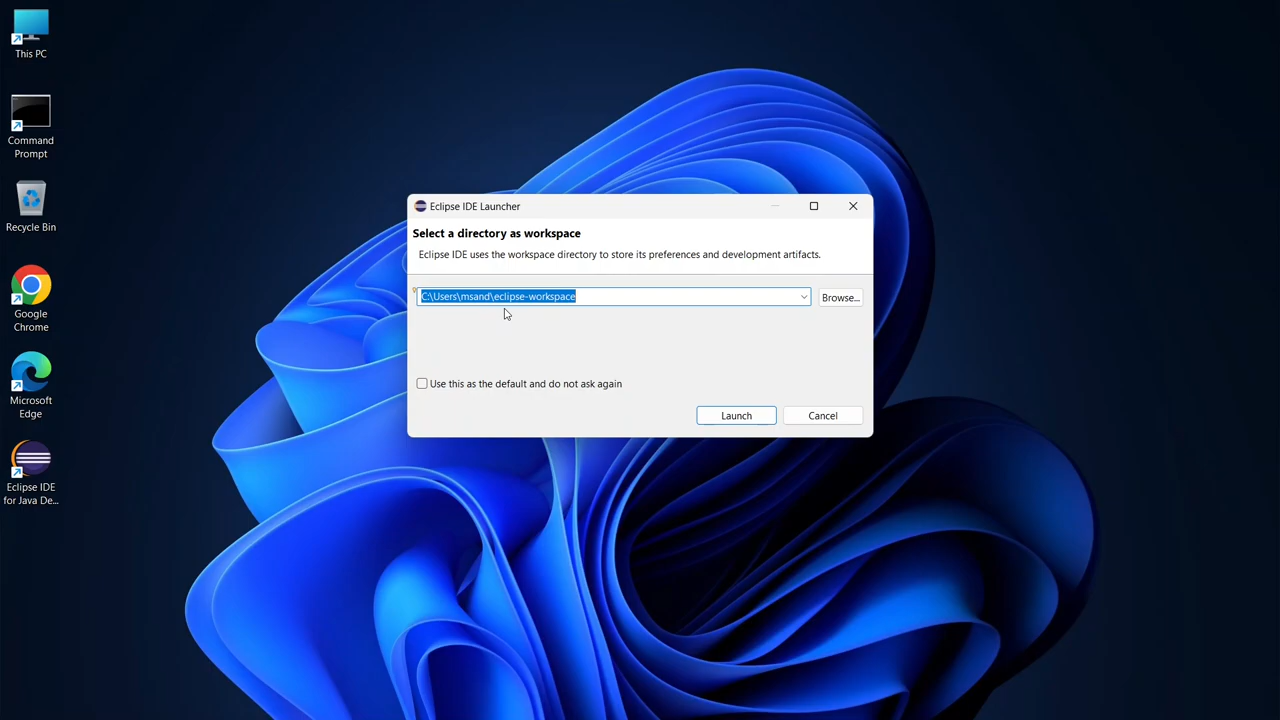 This PC
Command
Prompt
Recycle Bin
Google
Chrome
Microsoft
Edge
Eclipse IDE
for Java De...
Eclipse IDE Launcher
Select a directory as workspace
Eclipse IDE uses the workspace directory to store its preferences and development artifacts.
C:\Users\msand\eclipse-workspace
Browse...
Use this as the default and do not ask again
Launch
Cancel